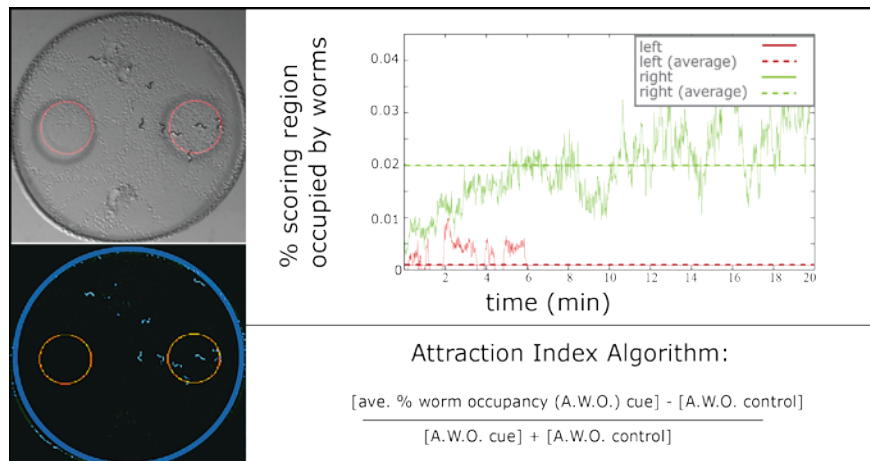 % scoring region
occupied by worms
0.04
0.03
0.02
0.01
0
2
4
6
8
10
12
14
16
18
20
left
left (average)
right
right (average)
time (min)
Attraction Index Algorithm:
[ave. % worm occupancy (A.W.O.) cue] - [A.W.O. control]
[A.W.O. cue] + [A.W.O. control]